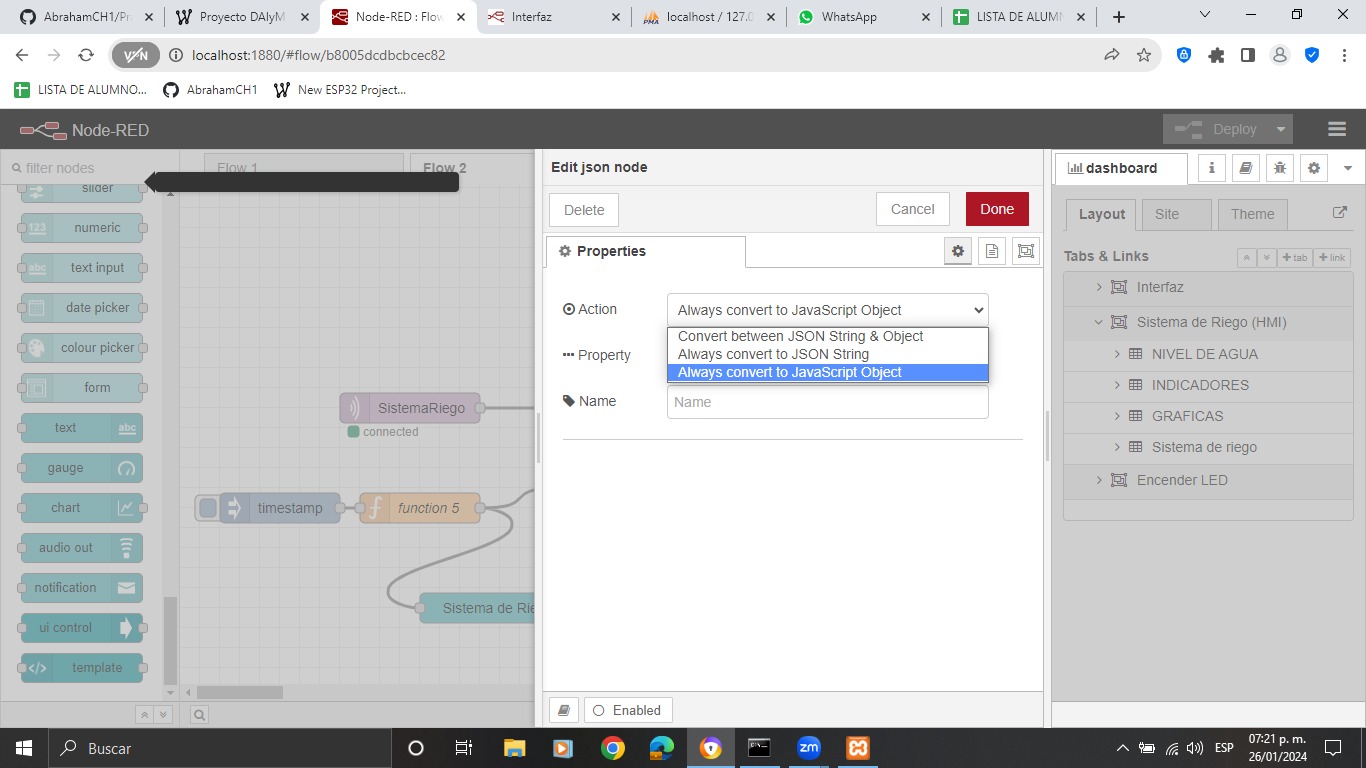 AbrahamCH1/Pr
Proyecto DAlyM
Node-RED : Flow
Interfaz
localhost / 127.0
WhatsApp
LISTA DE ALUMN
VPN
localhost:1880/#flow/b8005dcdbcbcec82
LISTA DE ALUMNO...
AbrahamCH1
New ESP32 Project...
Node-RED
Deploy
filter nodes
Flow 1
Flow 2
slider
123 numeric
abc text input
date picker
colour picker
form
text abc
gauge
chart
audio out
notification
ui control
template
SistemaRiego
connected
timestamp
function 5
Sistema de Rie
Edit json node
Delete
Cancel
Done
Properties
Action
Always convert to JavaScript Object
Convert between JSON String & Object
Always convert to JSON String
Always convert to JavaScript Object
Property
Name
Name
Enabled
dashboard
Layout
Site
Theme
Tabs & Links
tab
link
Interfaz
Sistema de Riego (HMI)
NIVEL DE AGUA
INDICADORES
GRAFICAS
Sistema de riego
Encender LED
Buscar
zm
ESP
07:21 p. m.
26/01/2024